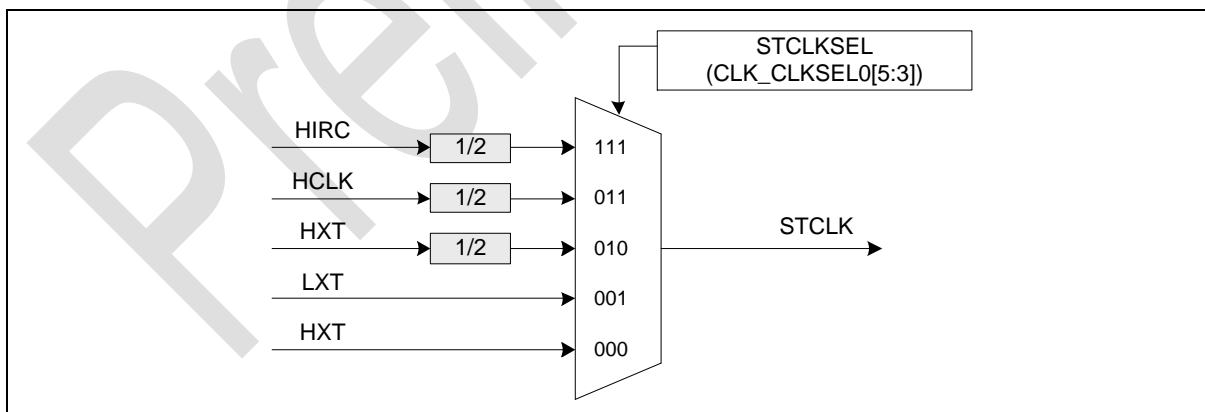 STCLKSEL
(CLK_CLKSEL0[5:3])
HIRC 1/2 111
HCLK 1/2 011
HXT 1/2 010
STCLK
LXT 001
HXT 000